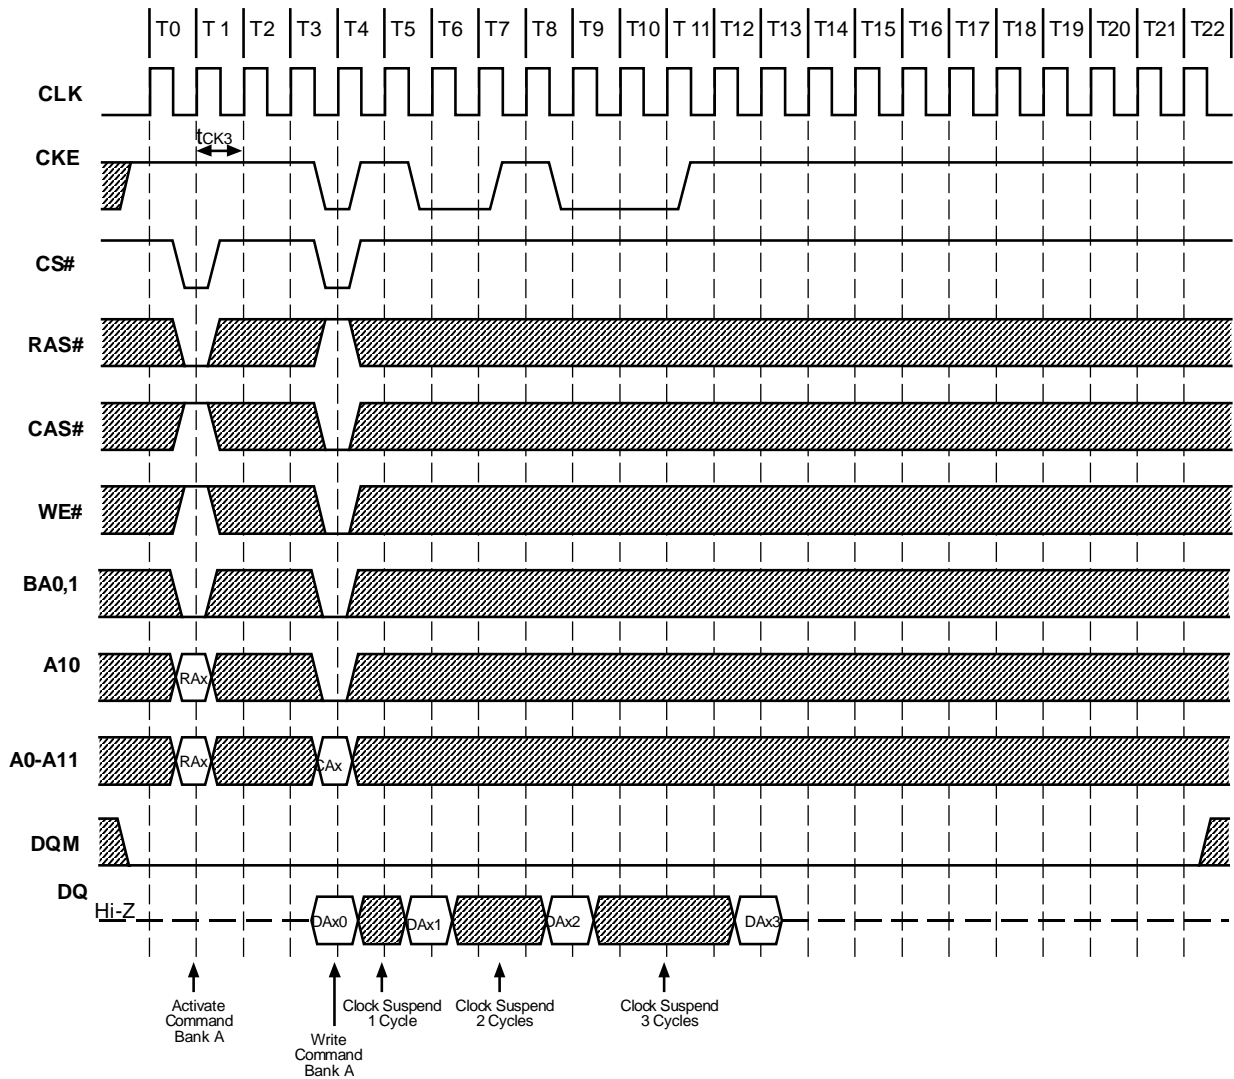 T0 T 1 T2 T3 T4 T5 T6 T7 T8 T9 T10 T 11 T12 T13 T14 T15 T16 T17 T18 T19 T20 T21 T22
CLK
tCK3
CKE
CS#
RAS#
CAS#
WE#
BA0,1
A10
RAx
A0-A11
RAx CAx
DQM
DQ
Hi-Z
DAx0 DAx1 DAx2 DAx3
Activate
Command
Bank A
Write
Command
Bank A
Clock Suspend
1 Cycle
Clock Suspend
2 Cycles
Clock Suspend
3 Cycles